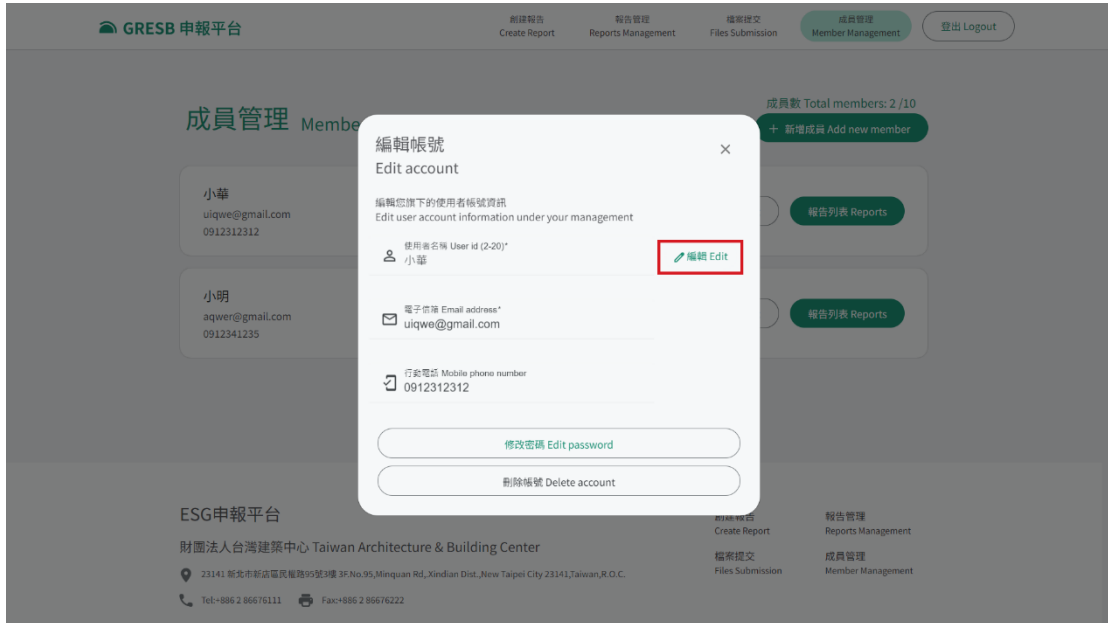 GRESB 申報平台
創建報告
Create Report
報告管理
Reports Management
檔案提交
Files Submission
成員管理
Member Management
登出 Logout
成員管理 Membe
成員數 Total members: 2 /10
+ 新增成員 Add new member
編輯帳號
Edit account
編輯您旗下的使用者帳號資訊
Edit user account information under your management
使用者名稱 User id (2-20)*
小華
編輯 Edit
電子信箱 Email address*
uiqwe@gmail.com
行動電話 Mobile phone number
0912312312
修改密碼 Edit password
刪除帳號 Delete account
小華
uiqwe@gmail.com
0912312312
報告列表 Reports
小明
aqwer@gmail.com
0912341235
報告列表 Reports
ESG申報平台
財團法人台灣建築中心 Taiwan Architecture & Building Center
23141 新北市新店區民權路95號3樓 3F.No.95,Minquan Rd,.Xindian Dist.,New Taipei City 23141,Taiwan,R.O.C.
Tel:+886 2 86676111 Fax:+886 2 86676222
創建報告
Create Report
報告管理
Reports Management
檔案提交
Files Submission
成員管理
Member Management